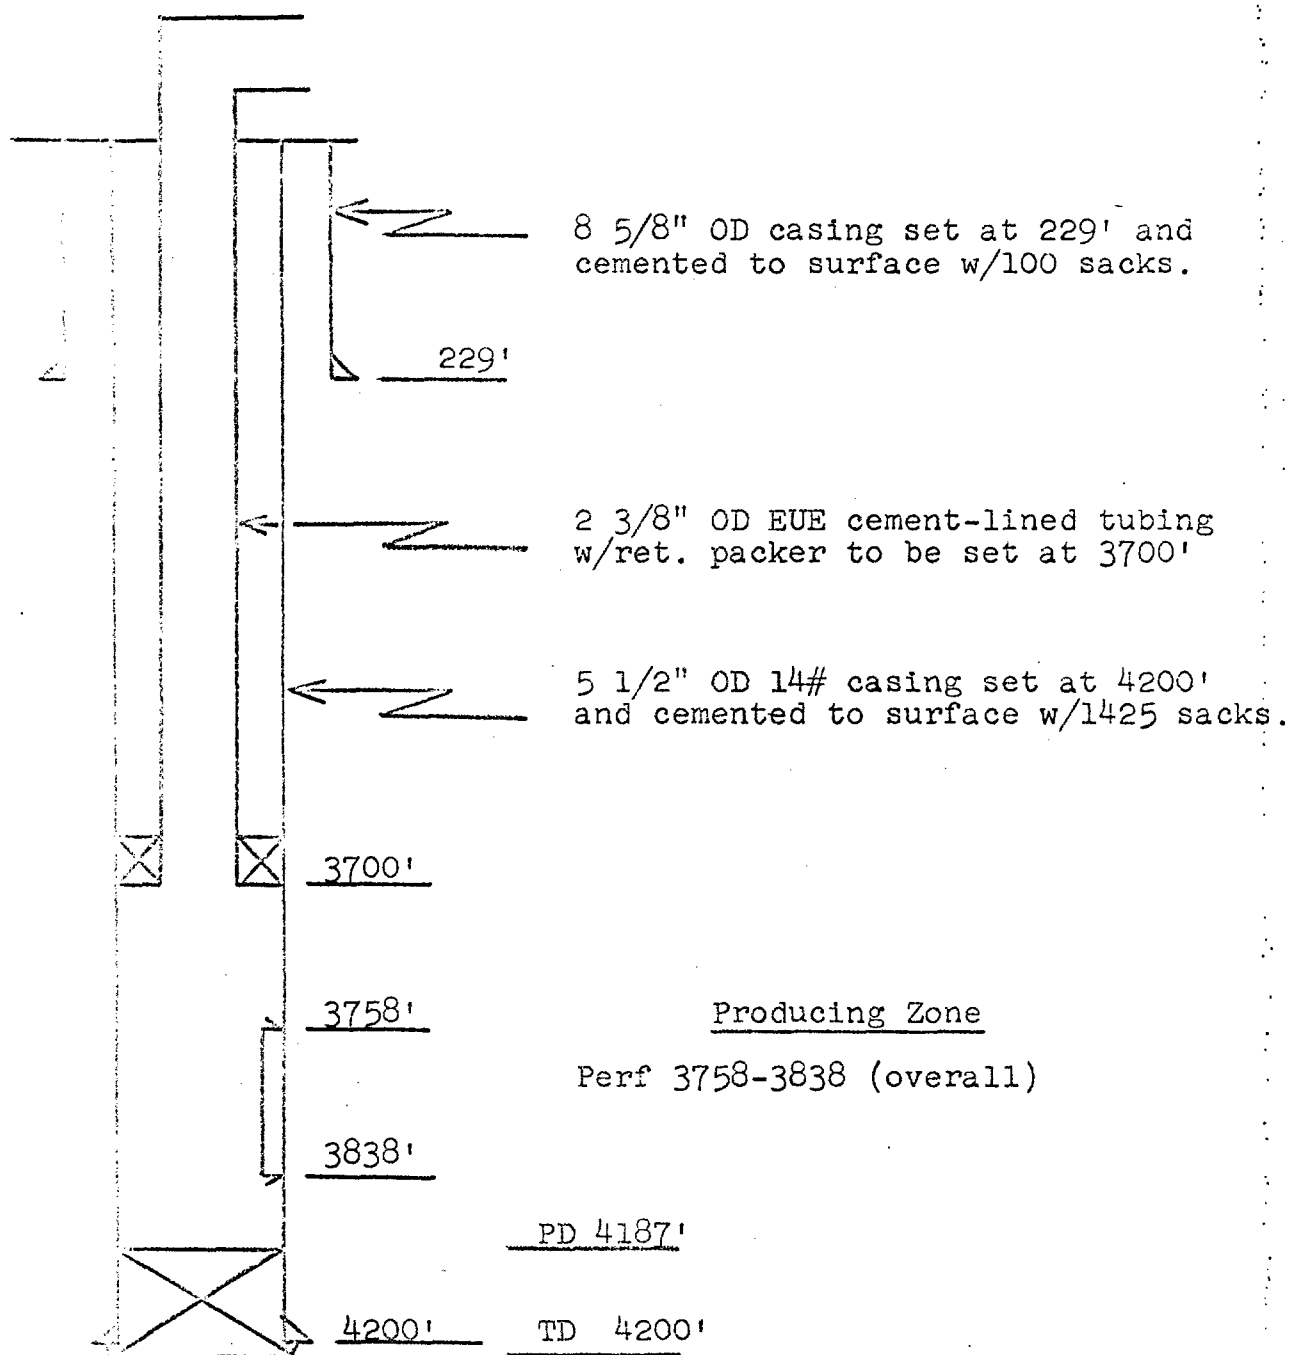 8 5/8" OD casing set at 229' and
cemented to surface w/100 sacks.
229'
2 3/8" OD EUE cement-lined tubing
w/ret. packer to be set at 3700'
5 1/2" OD 14# casing set at 4200'
and cemented to surface w/1425 sacks.
3700'
3758'
Producing Zone
Perf 3758-3838 (overall)
3838'
PD 4187'
4200' TD 4200'